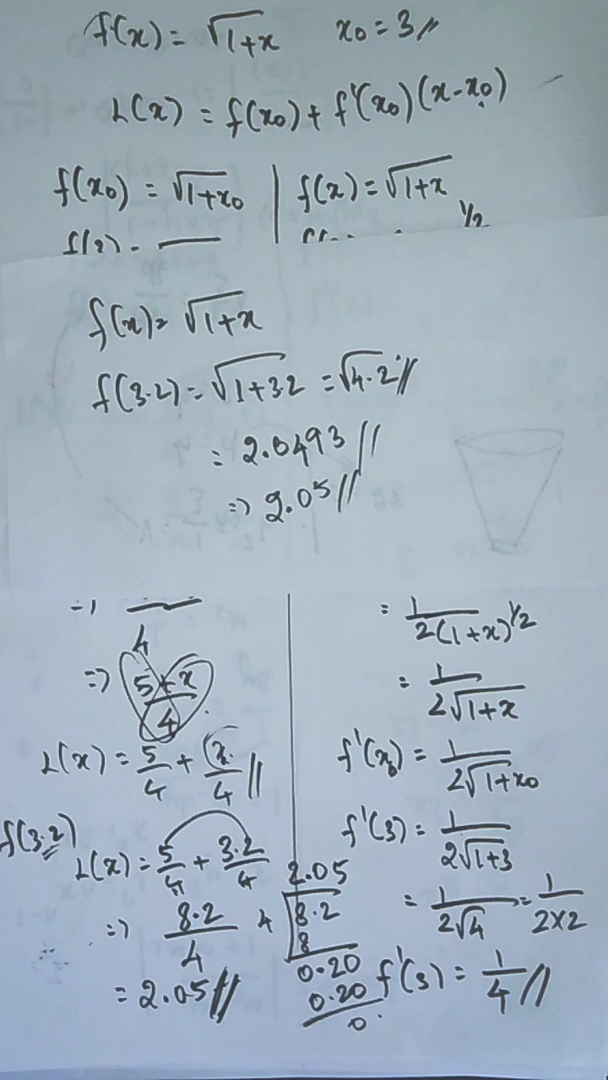 f(x) = √1+x x0 = 3 //
L(x) = f(x0) + f'(x0)(x-x0)
f(x0) = √1+x0 | f(x) = √1+x
1/2
f(x) = √1+x
f(3.2) = √1+3.2 = √4.2 //
= 2.0493 //
=> 2.05 //
4
=> 5+x/4
L(x) = 5/4 + x/4 //
f(3.2)
L(x) = 5/4 + 3.2/4
=> 8.2/4
= 2.05 //
2.05
4 8.2
8
0.20
0.20
0.
= 1/2(1+x)^1/2
= 1/2√1+x
f'(x0) = 1/2√1+x0
f'(3) = 1/2√1+3
= 1/2√4 = 1/2×2
f'(3) = 1/4 //